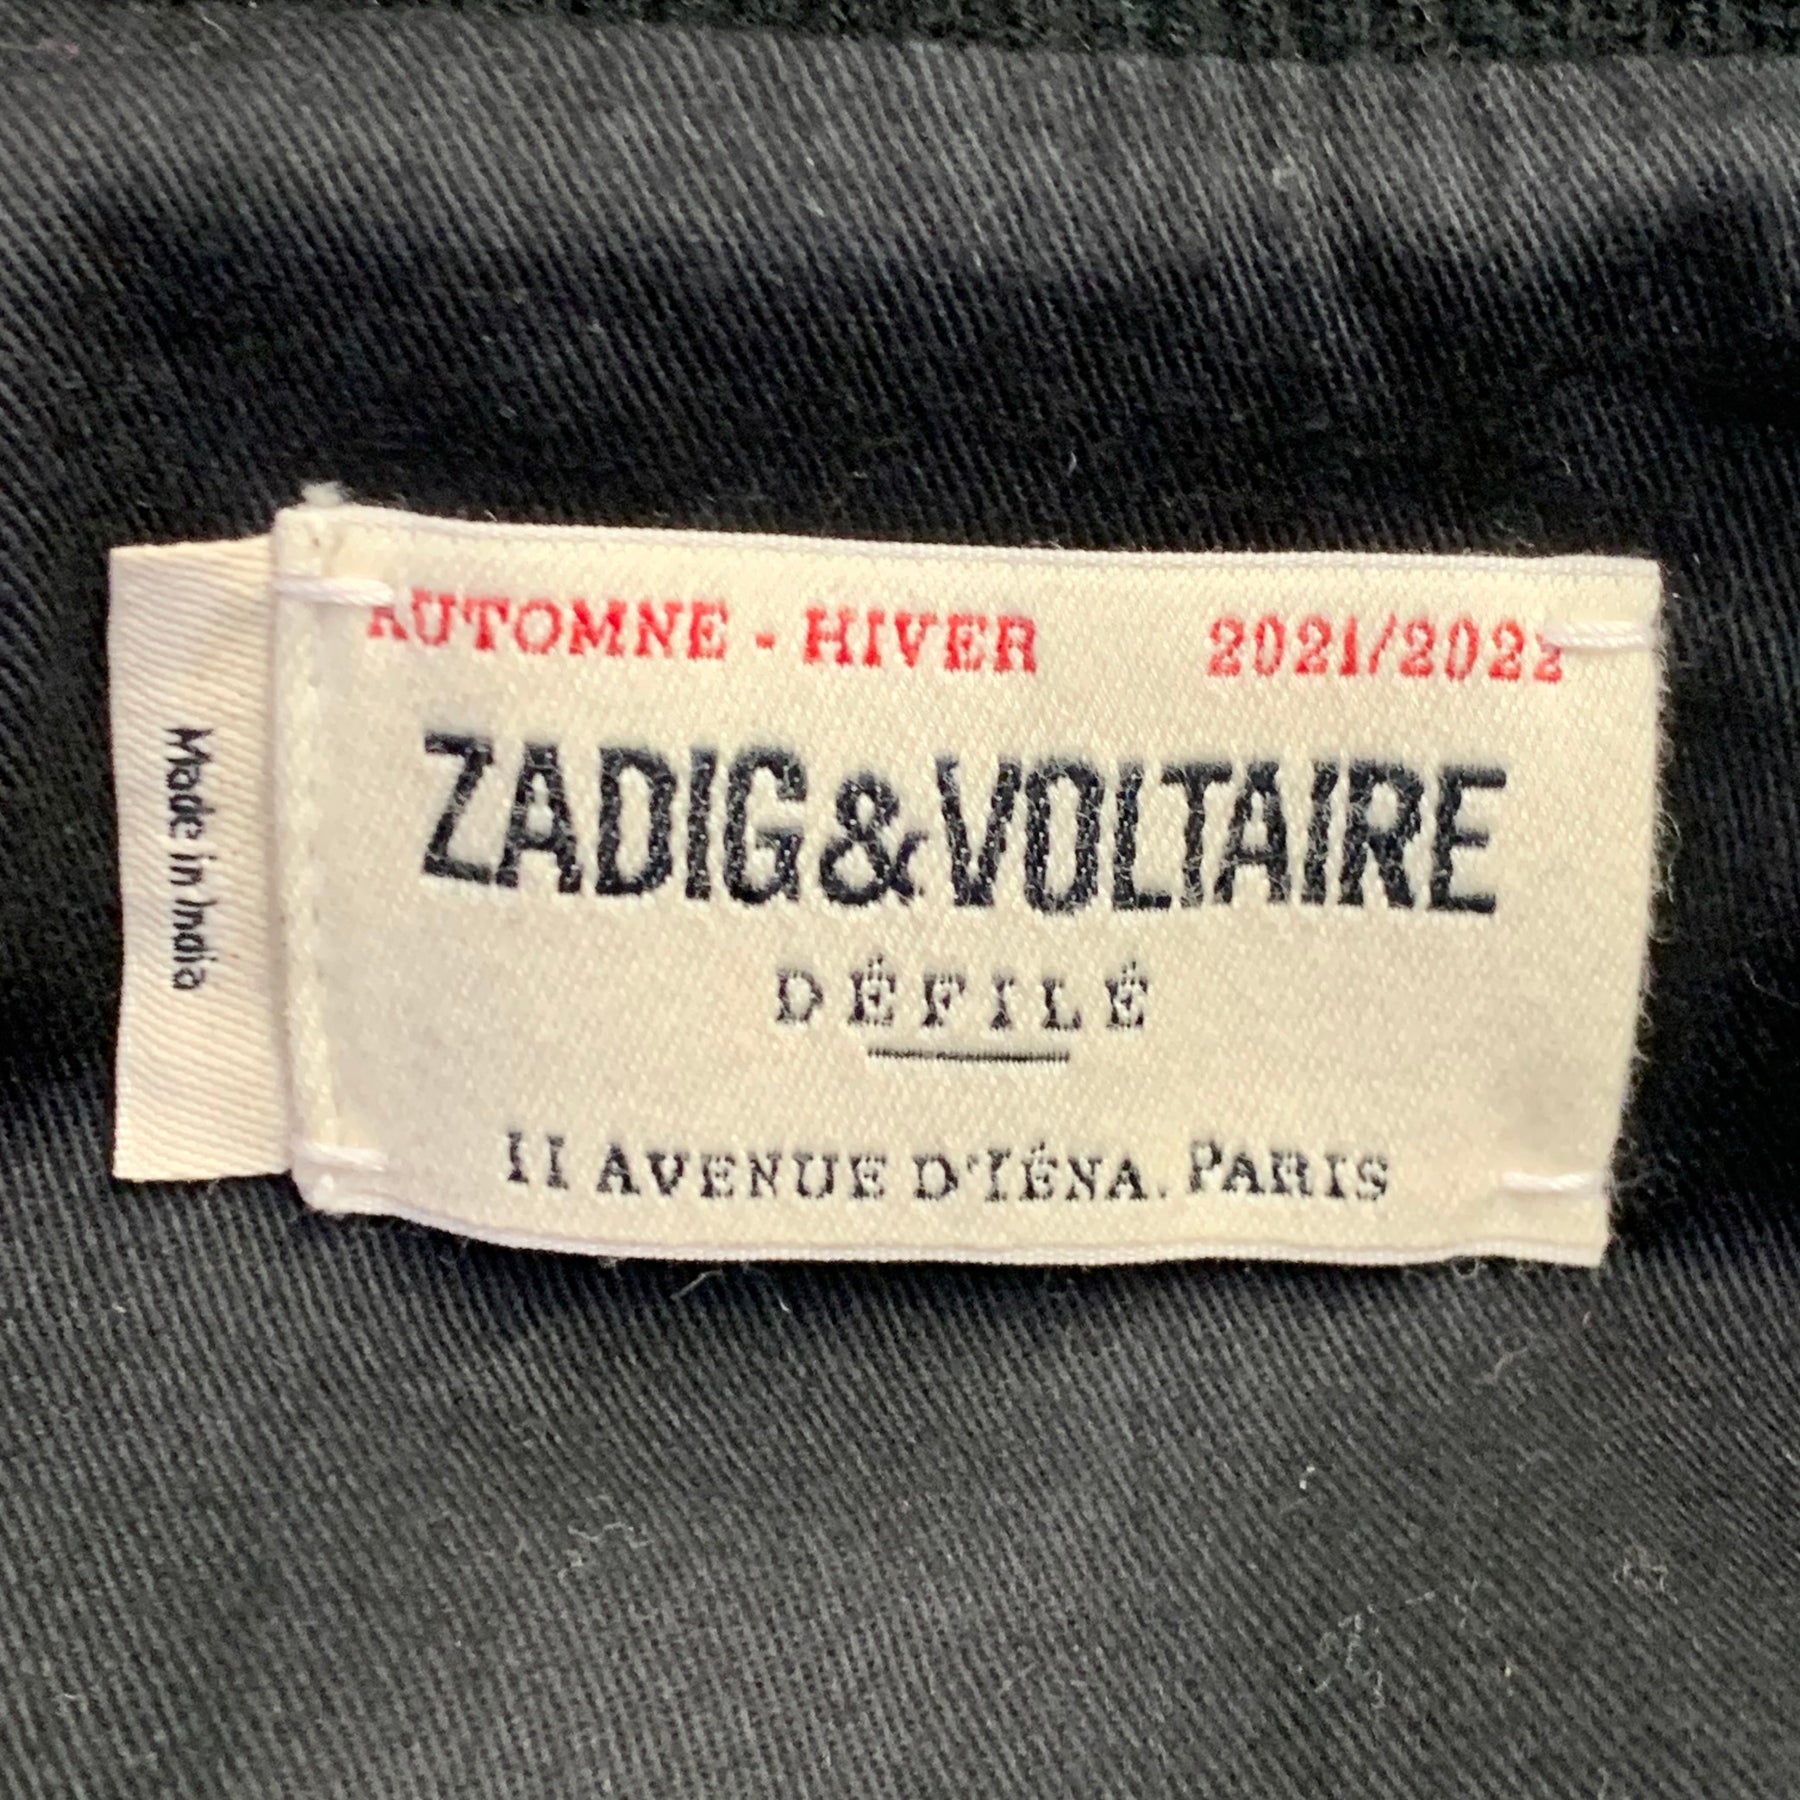 AUTOMNE - HIVER 2021/2022
ZADIG&VOLTAIRE
DÉFILÉ
11 AVENUE D'IÉNA. PARIS
Made in India